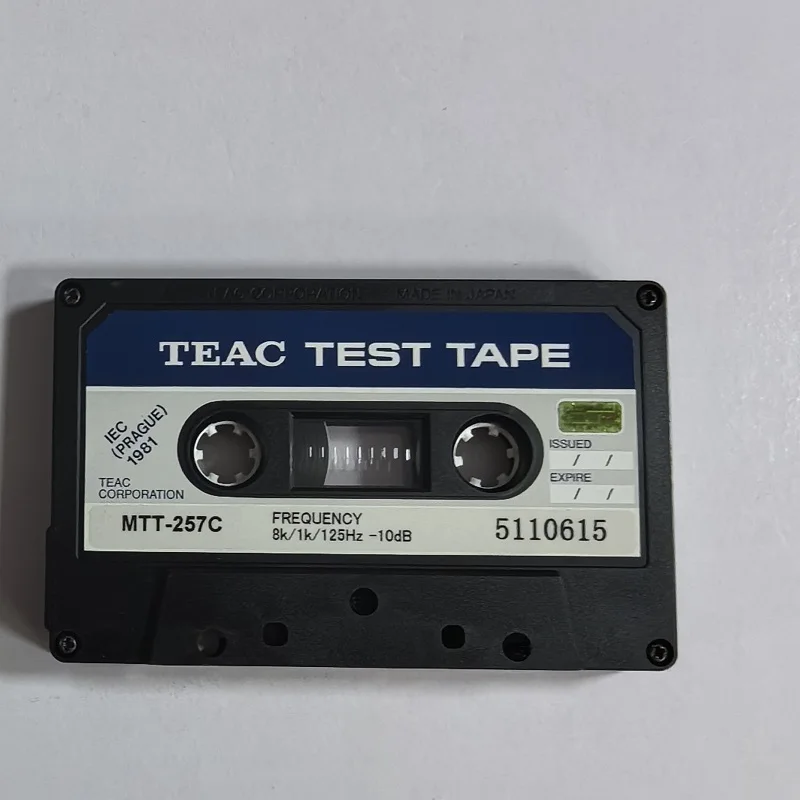 TEAC CORPORATION MADE IN JAPAN
TEAC TEST TAPE
IEC
(PRAGUE)
1981
TEAC
CORPORATION
ISSUED
/ /
EXPIRE
/ /
MTT-257C
FREQUENCY
8k/1k/125Hz -10dB
5110615